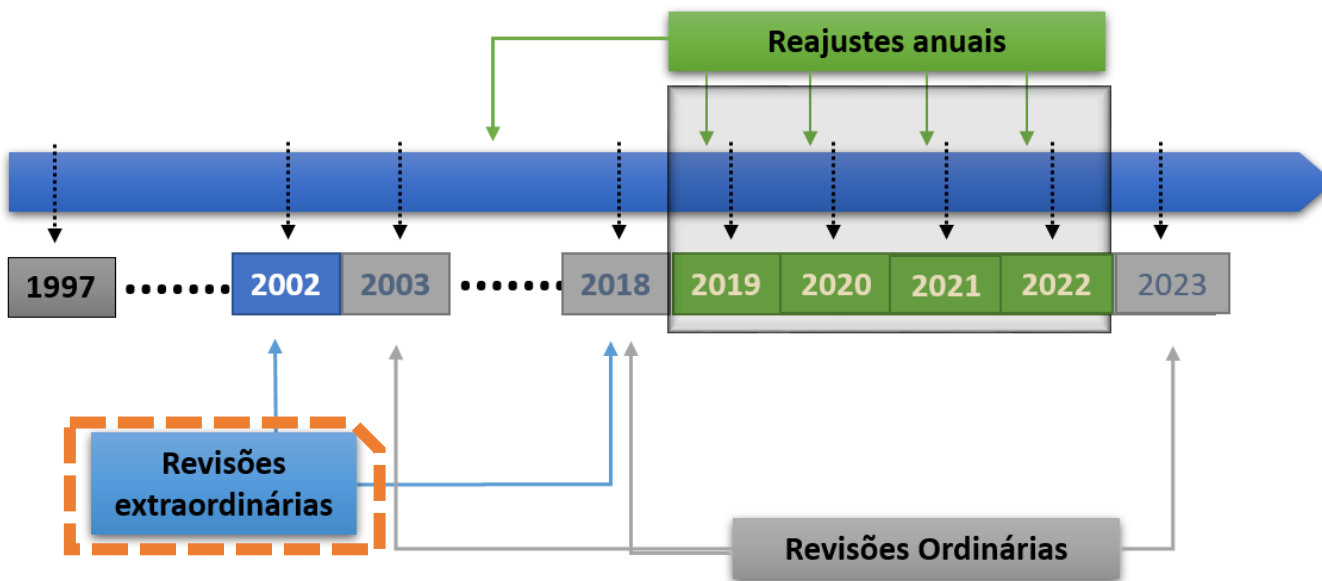 Reajustes anuais
1997
2002
2003
2018
2019
2020
2021
2022
2023
Revisões
extraordinárias
Revisões Ordinárias